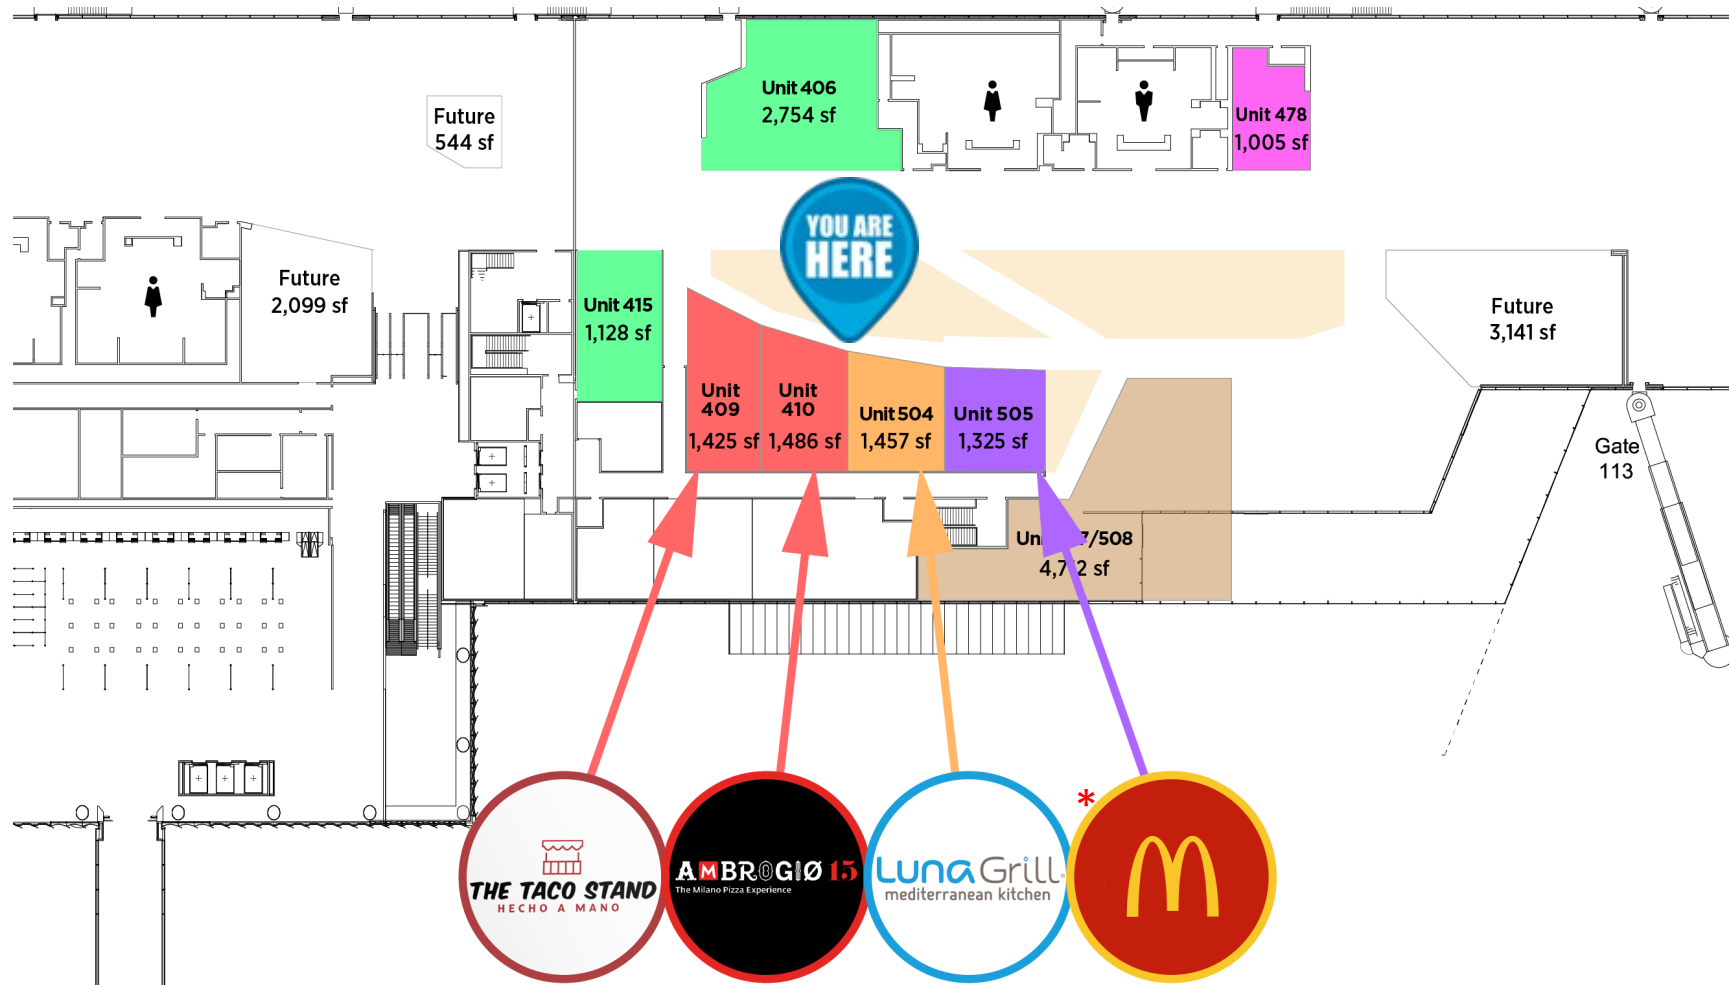 Unit 406
2,754 sf
Future
544 sf
Unit 478
1,005 sf
YOU ARE
HERE
Future
2,099 sf
Unit 415
1,128 sf
Future
3,141 sf
Unit
409
1,425 sf
Unit
410
1,486 sf
Unit 504
1,457 sf
Unit 505
1,325 sf
Gate
113
/508
sf
*
THE TACO STAND
HECHO A MANO
AMBROGIØ 15
The Milano Pizza Experience
LUNA Grill
mediterranean kitchen